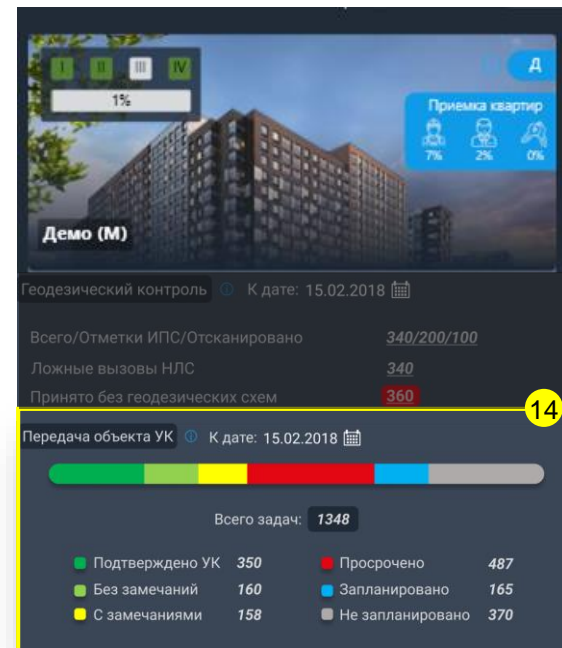 I II III IV
1%
Д
Приемка квартир
7% 2% 0%
Демо (М)
Геодезический контроль К дате: 15.02.2018
Всего/Отметки ИПС/Отсканировано 340/200/100
Ложные вызовы НЛС 340
Принято без геодезических схем 360
14
Передача объекта УК К дате: 15.02.2018
Всего задач: 1348
Подтверждено УК 350 Просрочено 487
Без замечаний 160 Запланировано 165
С замечаниями 158 Не запланировано 370